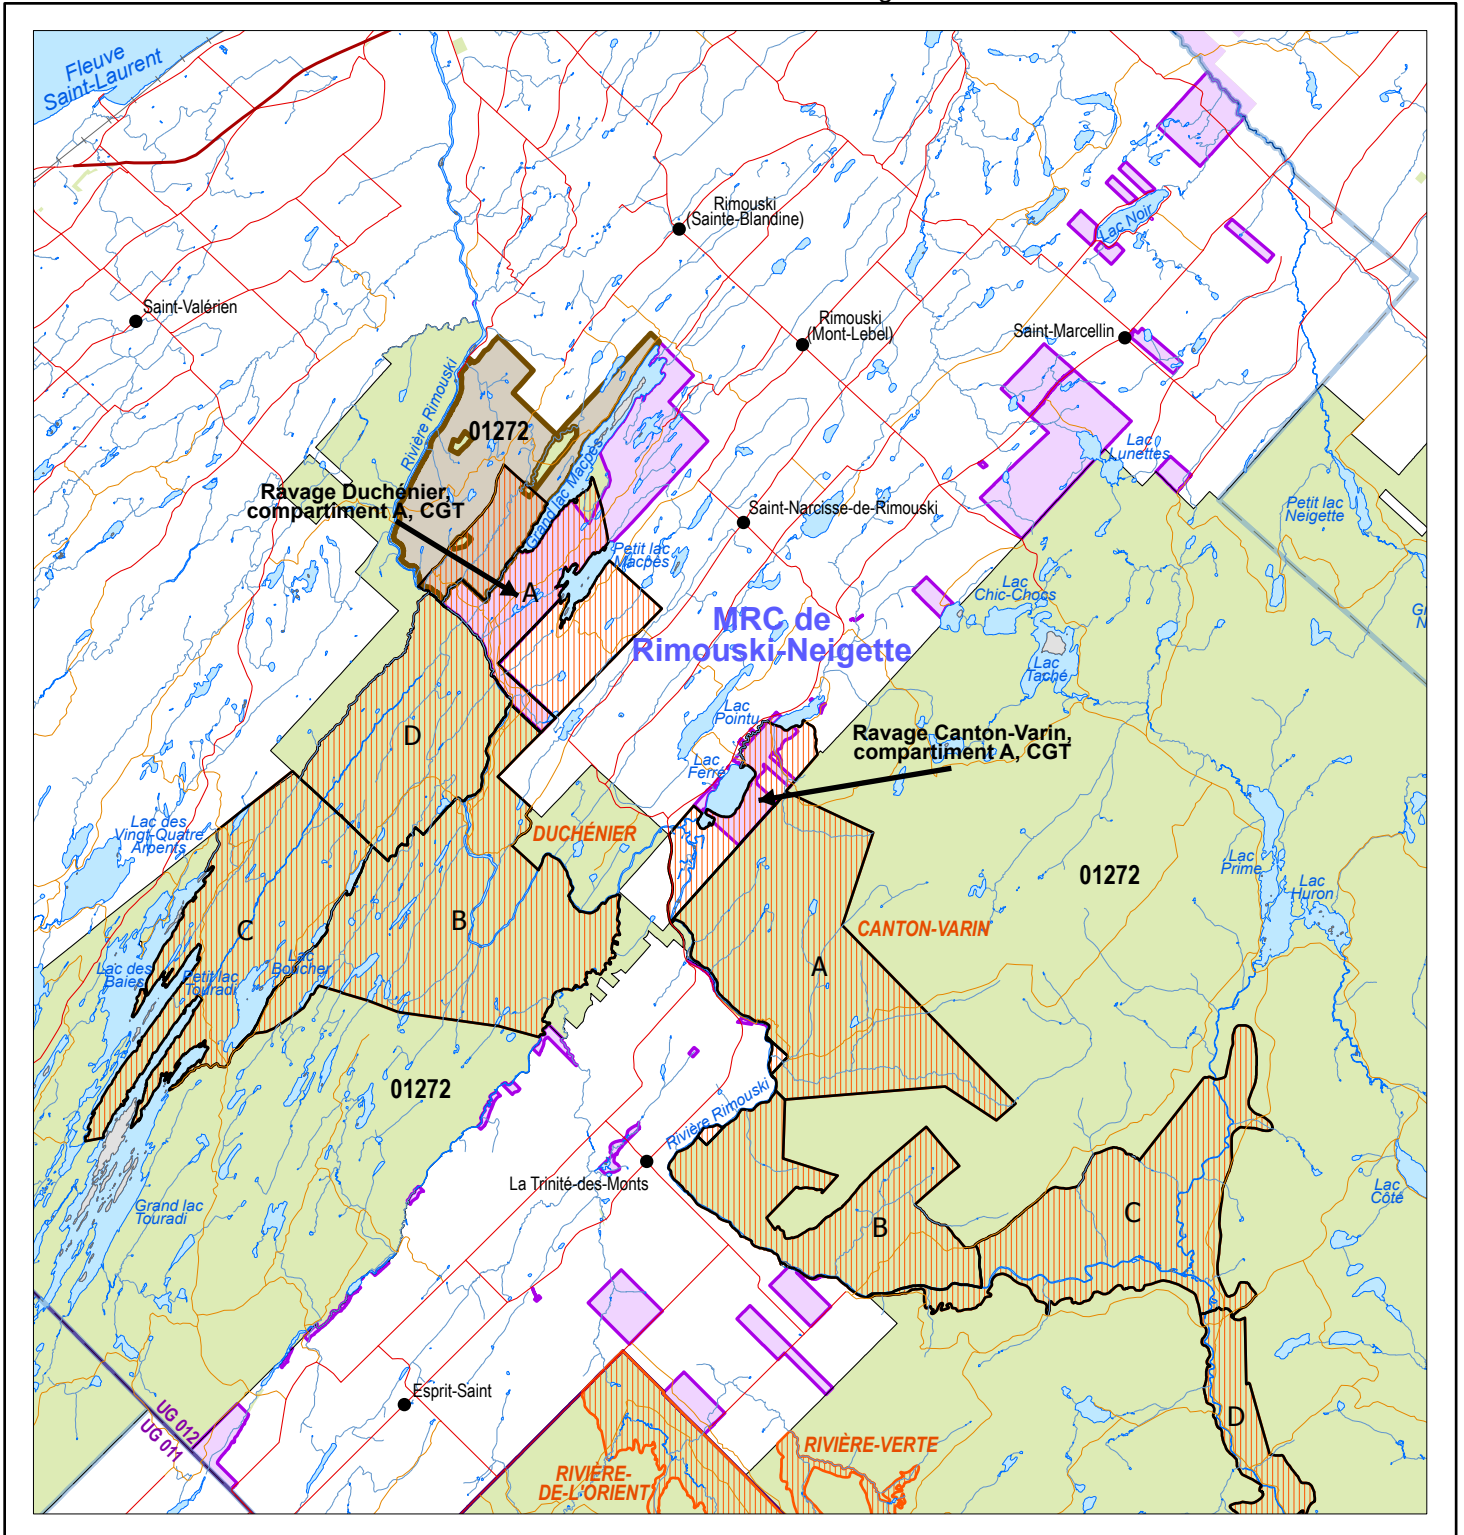 Fleuve
Saint-Laurent
Rimouski
(Sainte-Blandine)
Lac Noir
Saint-Valérien
Rimouski
(Mont-Lebel)
Saint-Marcellin
Rivière Rimouski
01272
Lac
Lunettes
Grand lac Macpès
Ravage Duchénier,
compartiment A, CGT
Saint-Narcisse-de-Rimouski
Petit lac
Neigette
Petit lac
Macpès
A
Lac
Chic-Chocs
MRC de
Rimouski-Neigette
Lac
Taché
Lac
Pointu
D
Ravage Canton-Varin,
compartiment A, CGT
Lac
Ferré
Lac des
Vingt-Quatre
Arpents
DUCHÉNIER
Lac
Prime
01272
Lac
Huron
C
B
CANTON-VARIN
A
Lac des
Baies
Petit lac
Touradi
Lac
Boucher
01272
Rivière Rimouski
La Trinité-des-Monts
Grand lac
Touradi
Lac
Côté
B
C
Esprit-Saint
UG 012
UG 011
D
RIVIÈRE-VERTE
RIVIÈRE-
DE-L'ORIENT